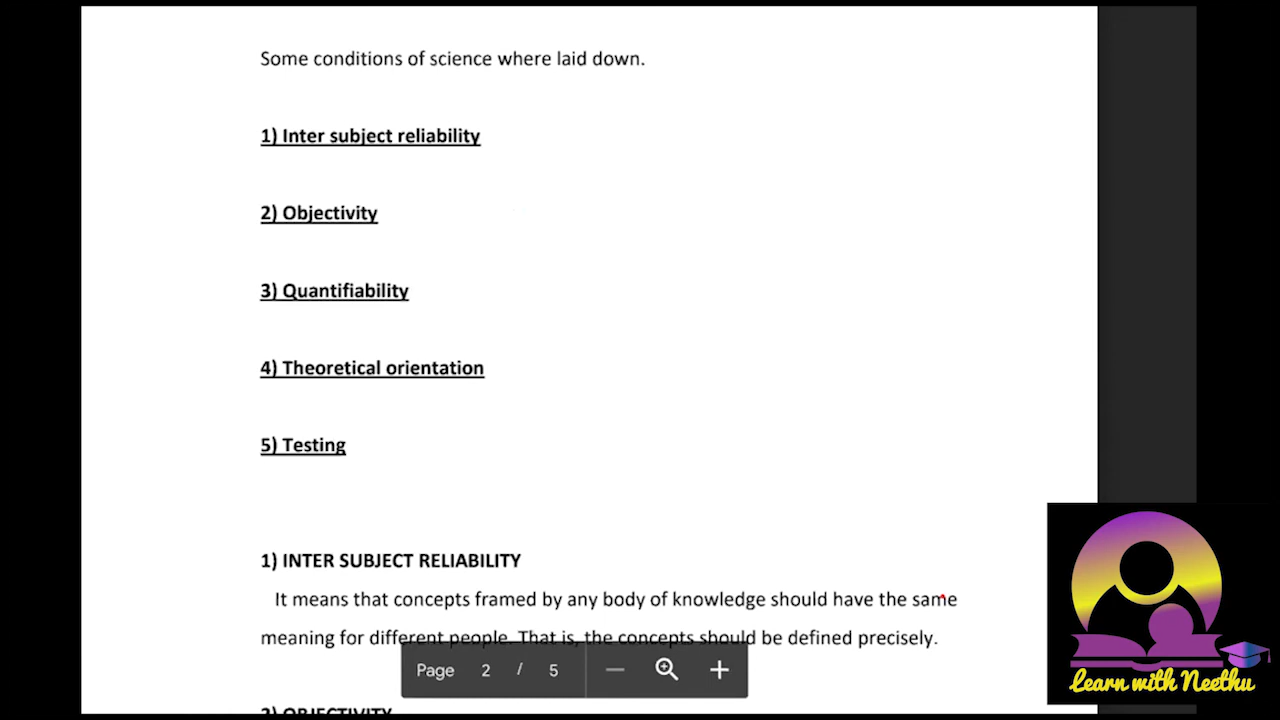 Some conditions of science where laid down.
1) Inter subject reliability
2) Objectivity
3) Quantifiability
4) Theoretical orientation
5) Testing
1) INTER SUBJECT RELIABILITY
It means that concepts framed by any body of knowledge should have the same
meaning for different people. That is, the concepts should be defined precisely.
Page 2 / 5
2) OBJECTIVITY
Learn with Neethu